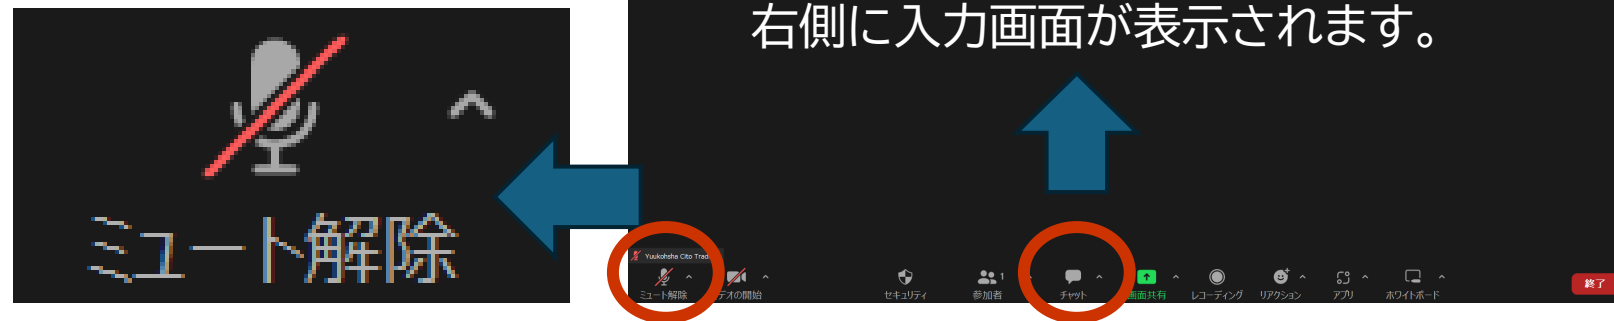 右側に入力画面が表示されます。
ミュート解除
Yuukohsha Cito Trad
ミュート解除
デオの開始
セキュリティ
1
参加者
チャット
画面共有
レコーディング
リアクション
アプリ
ホワイトボード
終了